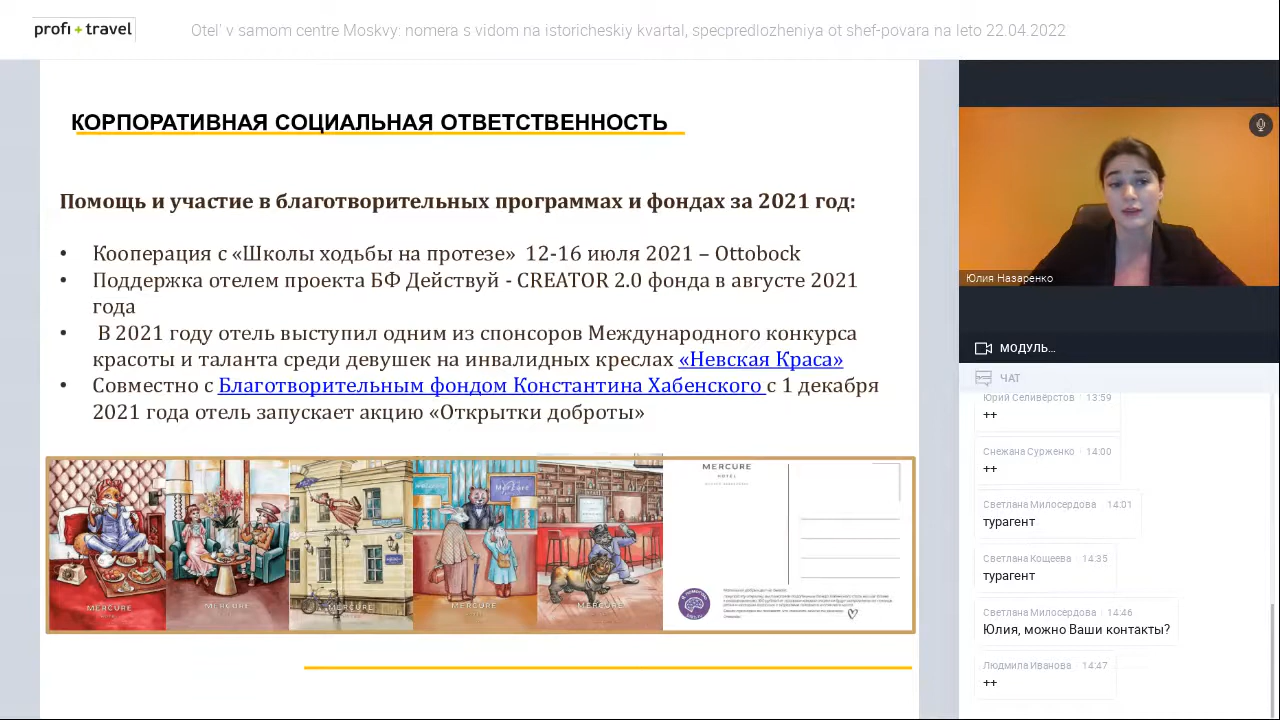 profi + travel
Otel' v samom centre Moskvy: nomera s vidom na istoricheskiy kvartal, specpredlozheniya ot shef-povara na leto 22.04.2022
КОРПОРАТИВНАЯ СОЦИАЛЬНАЯ ОТВЕТСТВЕННОСТЬ
Помощь и участие в благотворительных программах и фондах за 2021 год:
• Кооперация с «Школы ходьбы на протезе»  12-16 июля 2021 – Ottobock
• Поддержка отелем проекта БФ Действуй - CREATOR 2.0 фонда в августе 2021
года
• В 2021 году отель выступил одним из спонсоров Международного конкурса
красоты и таланта среди девушек на инвалидных креслах «Невская Краса»
• Совместно с Благотворительным фондом Константина Хабенского с 1 декабря
2021 года отель запускает акцию «Открытки доброты»
MERCURE
MERCURE
MERCURE
MERCURE
MERCURE
MERCURE
HOTEL
Юлия Назаренко
МОДУЛЬ...
ЧАТ
Юрий Селивёрстов · 13:59
++
Снежана Сурженко · 14:00
++
Светлана Милосердова · 14:01
турагент
Светлана Кощеева · 14:35
турагент
Светлана Милосердова · 14:46
Юлия, можно Ваши контакты?
Людмила Иванова · 14:47
++